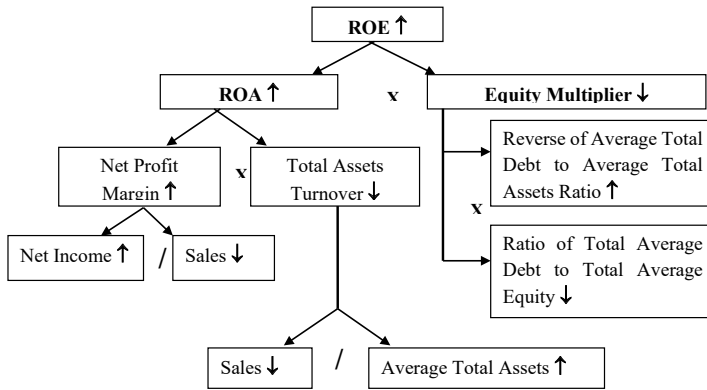 ROE ↑
ROA ↑
x
Equity Multiplier ↓
Net Profit
Margin ↑
x
Total Assets
Turnover ↓
Reverse of Average Total
Debt to Average Total
Assets Ratio ↑
x
Net Income ↑
/
Sales ↓
Ratio of Total Average
Debt to Total Average
Equity ↓
Sales ↓
/
Average Total Assets ↑